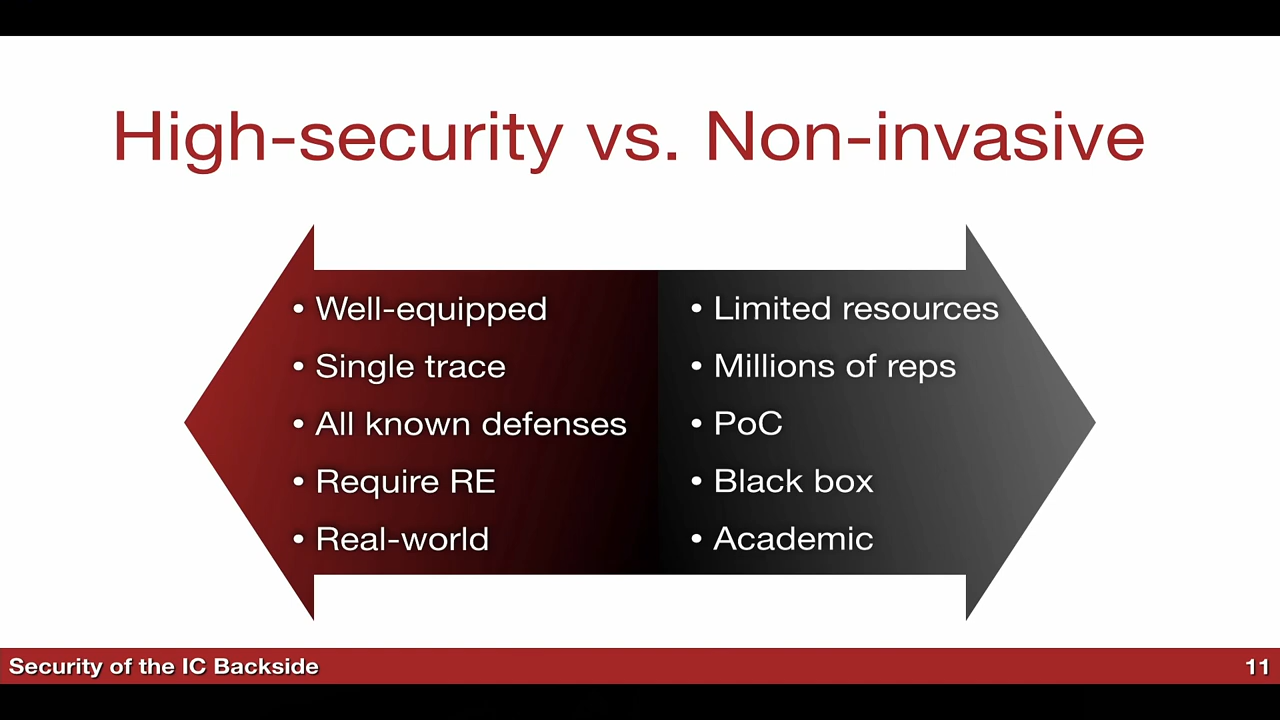 High-security vs. Non-invasive
• Well-equipped
• Single trace
• All known defenses
• Require RE
• Real-world
• Limited resources
• Millions of reps
• PoC
• Black box
• Academic
Security of the IC Backside
11